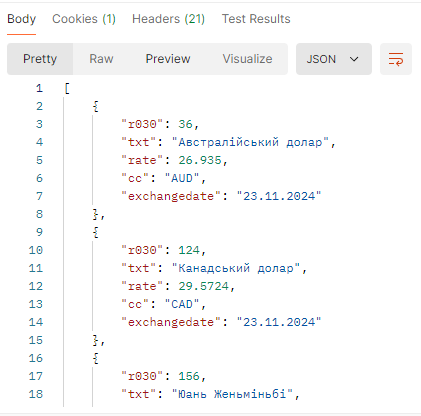 Body Cookies (1) Headers (21) Test Results
Pretty Raw Preview Visualize JSON
1 [
2 {
3 "r030": 36,
4 "txt": "Австралійський долар",
5 "rate": 26.935,
6 "cc": "AUD",
7 "exchangedate": "23.11.2024"
8 },
9 {
10 "r030": 124,
11 "txt": "Канадський долар",
12 "rate": 29.5724,
13 "cc": "CAD",
14 "exchangedate": "23.11.2024"
15 },
16 {
17 "r030": 156,
18 "txt": "Юань Женьміньбі",